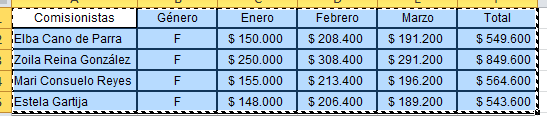 Comisionistas Género Enero Febrero Marzo Total
Elba Cano de Parra F $ 150.000 $ 208.400 $ 191.200 $ 549.600
Zoila Reina González F $ 250.000 $ 308.400 $ 291.200 $ 849.600
Mari Consuelo Reyes F $ 155.000 $ 213.400 $ 196.200 $ 564.600
Estela Gartija F $ 148.000 $ 206.400 $ 189.200 $ 543.600